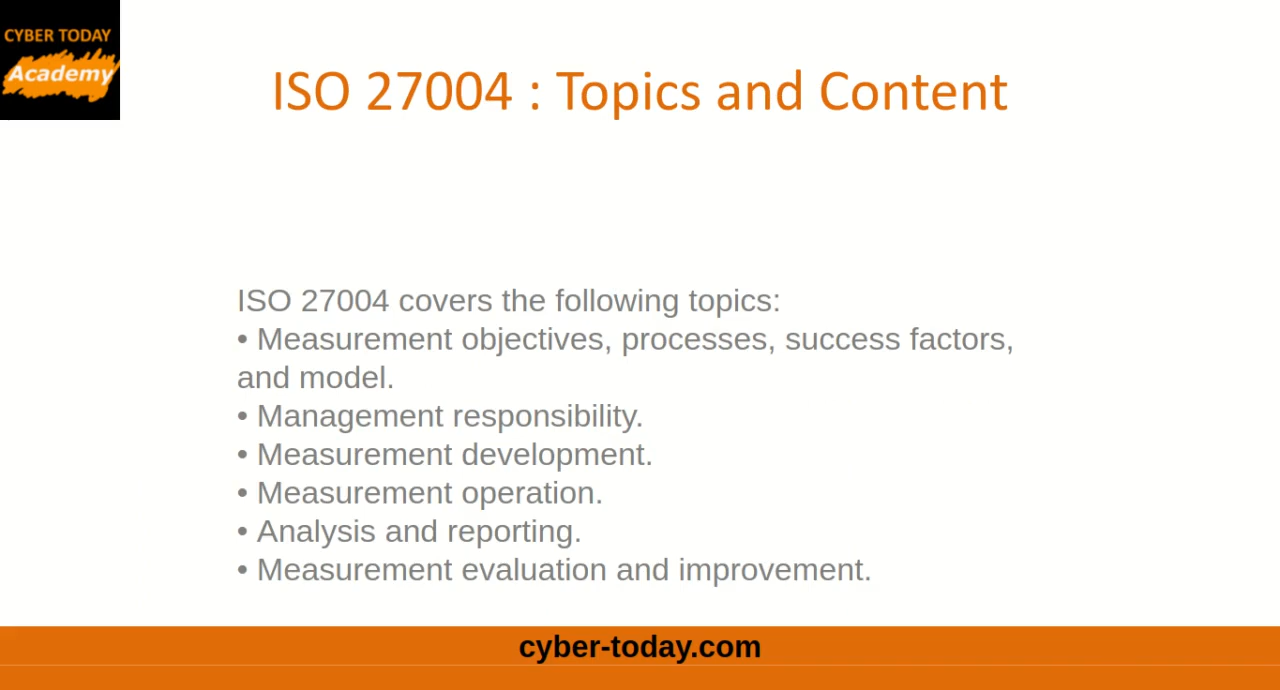 CYBER TODAY
Academy
ISO 27004 : Topics and Content
ISO 27004 covers the following topics:
• Measurement objectives, processes, success factors,
and model.
• Management responsibility.
• Measurement development.
• Measurement operation.
• Analysis and reporting.
• Measurement evaluation and improvement.
cyber-today.com